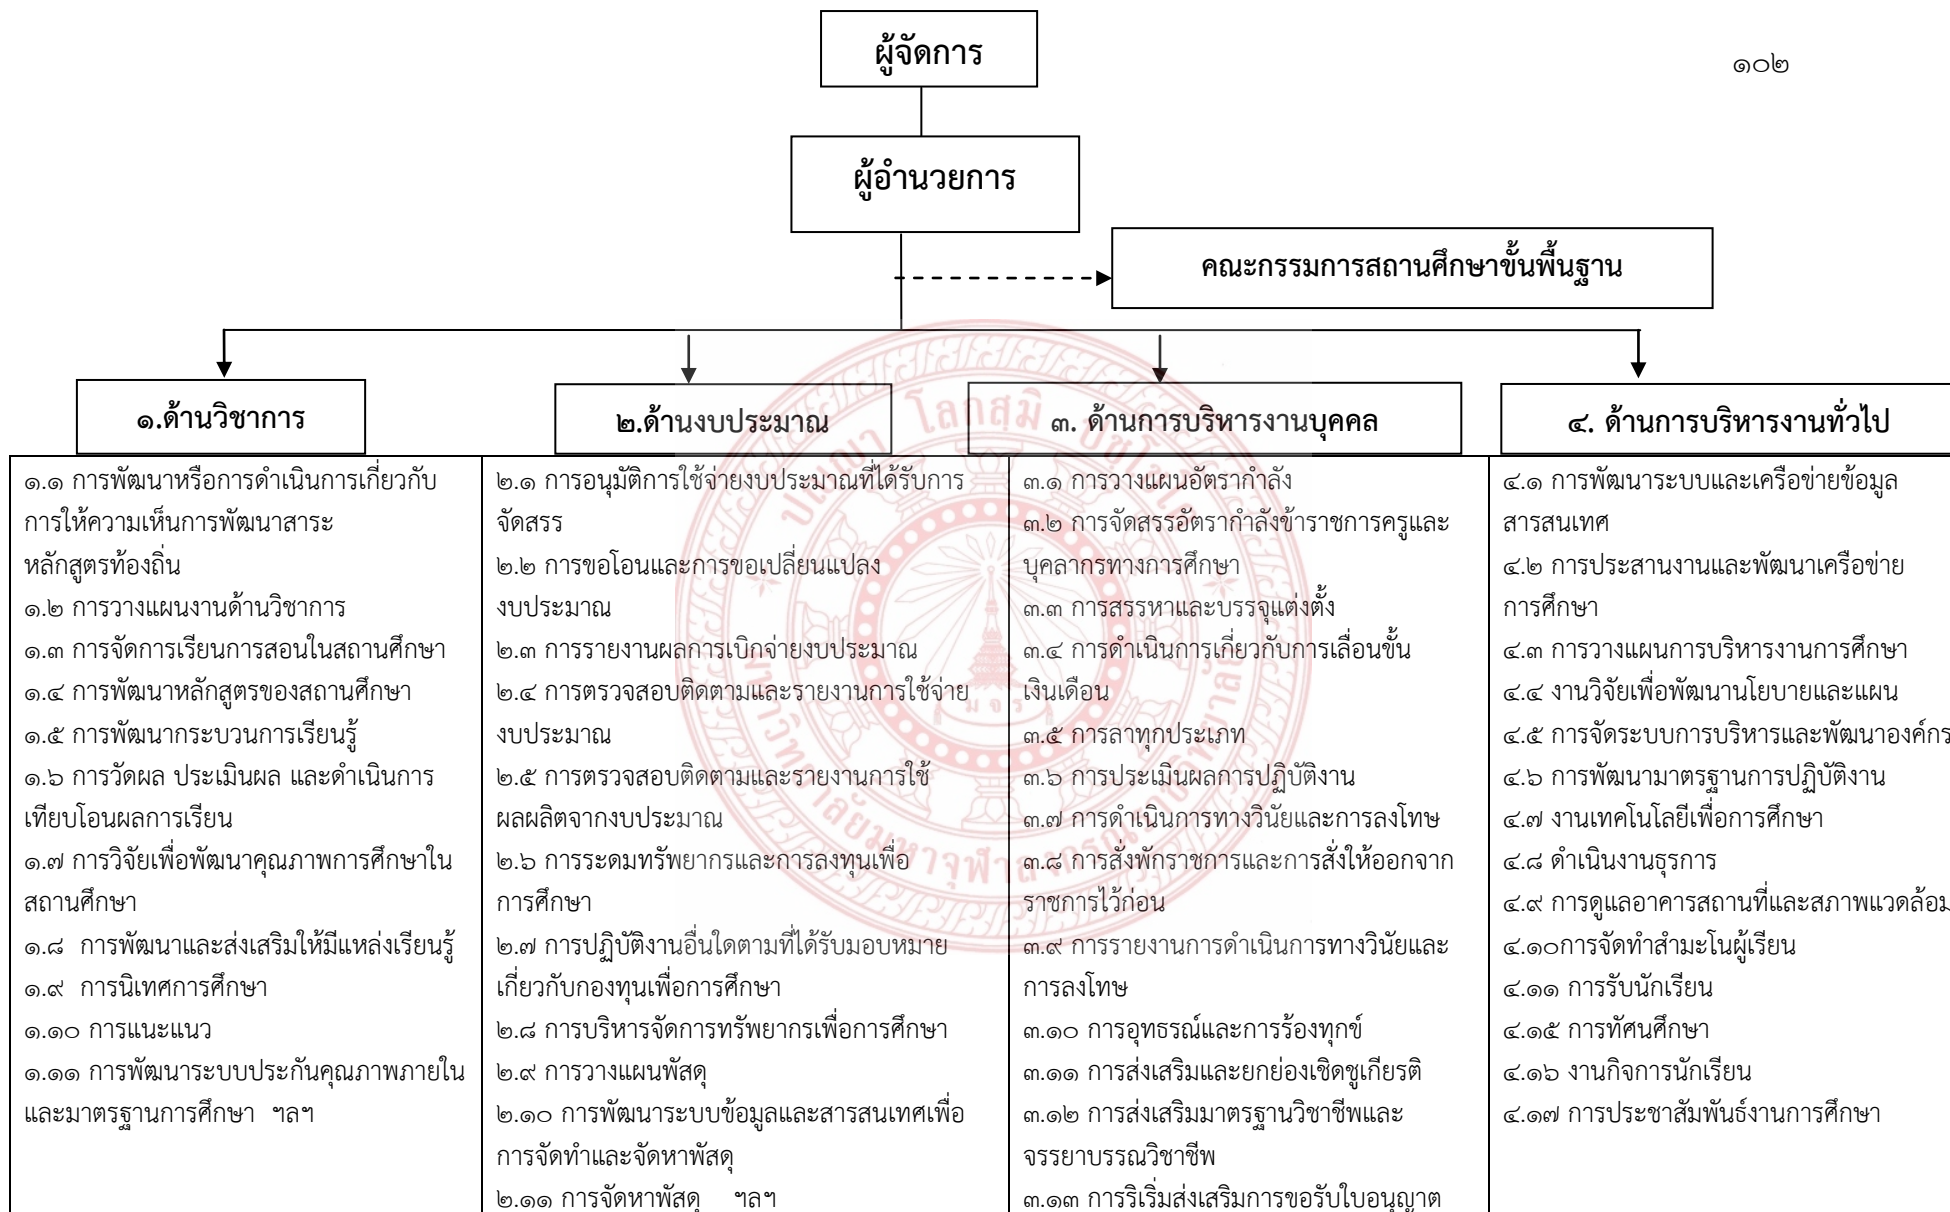 ๑๐๒
ผู้จัดการ
ผู้อำนวยการ
คณะกรรมการสถานศึกษาขั้นพื้นฐาน
๑.ด้านวิชาการ
๑.๑ การพัฒนาหรือการดำเนินการเกี่ยวกับ
การให้ความเห็นการพัฒนาสาระ
หลักสูตรท้องถิ่น
๑.๒ การวางแผนงานด้านวิชาการ
๑.๓ การจัดการเรียนการสอนในสถานศึกษา
๑.๔ การพัฒนาหลักสูตรของสถานศึกษา
๑.๕ การพัฒนากระบวนการเรียนรู้
๑.๖ การวัดผล ประเมินผล และดำเนินการ
เทียบโอนผลการเรียน
๑.๗ การวิจัยเพื่อพัฒนาคุณภาพการศึกษาใน
สถานศึกษา
๑.๘ การพัฒนาและส่งเสริมให้มีแหล่งเรียนรู้
๑.๙ การนิเทศการศึกษา
๑.๑๐ การแนะแนว
๑.๑๑ การพัฒนาระบบประกันคุณภาพภายใน
และมาตรฐานการศึกษา ฯลฯ
๒.ด้านงบประมาณ
๒.๑ การอนุมัติการใช้จ่ายงบประมาณที่ได้รับการ
จัดสรร
๒.๒ การขอโอนและการขอเปลี่ยนแปลง
งบประมาณ
๒.๓ การรายงานผลการเบิกจ่ายงบประมาณ
๒.๔ การตรวจสอบติดตามและรายงานการใช้จ่าย
งบประมาณ
๒.๕ การตรวจสอบติดตามและรายงานการใช้
ผลผลิตจากงบประมาณ
๒.๖ การระดมทรัพยากรและการลงทุนเพื่อ
การศึกษา
๒.๗ การปฏิบัติงานอื่นใดตามที่ได้รับมอบหมาย
เกี่ยวกับกองทุนเพื่อการศึกษา
๒.๘ การบริหารจัดการทรัพยากรเพื่อการศึกษา
๒.๙ การวางแผนพัสดุ
๒.๑๐ การพัฒนาระบบข้อมูลและสารสนเทศเพื่อ
การจัดทำและจัดหาพัสดุ
๒.๑๑ การจัดหาพัสดุ ฯลฯ
๓. ด้านการบริหารงานบุคคล
๓.๑ การวางแผนอัตรากำลัง
๓.๒ การจัดสรรอัตรากำลังข้าราชการครูและ
บุคลากรทางการศึกษา
๓.๓ การสรรหาและบรรจุแต่งตั้ง
๓.๔ การดำเนินการเกี่ยวกับการเลื่อนขั้น
เงินเดือน
๓.๕ การลาทุกประเภท
๓.๖ การประเมินผลการปฏิบัติงาน
๓.๗ การดำเนินการทางวินัยและการลงโทษ
๓.๘ การสั่งพักราชการและการสั่งให้ออกจาก
ราชการไว้ก่อน
๓.๙ การรายงานการดำเนินการทางวินัยและ
การลงโทษ
๓.๑๐ การอุทธรณ์และการร้องทุกข์
๓.๑๑ การส่งเสริมและยกย่องเชิดชูเกียรติ
๓.๑๒ การส่งเสริมมาตรฐานวิชาชีพและ
จรรยาบรรณวิชาชีพ
๓.๑๓ การริเริ่มส่งเสริมการขอรับใบอนุญาต
๔. ด้านการบริหารงานทั่วไป
๔.๑ การพัฒนาระบบและเครือข่ายข้อมูล
สารสนเทศ
๔.๒ การประสานงานและพัฒนาเครือข่าย
การศึกษา
๔.๓ การวางแผนการบริหารงานการศึกษา
๔.๔ งานวิจัยเพื่อพัฒนานโยบายและแผน
๔.๕ การจัดระบบการบริหารและพัฒนาองค์กร
๔.๖ การพัฒนามาตรฐานการปฏิบัติงาน
๔.๗ งานเทคโนโลยีเพื่อการศึกษา
๔.๘ ดำเนินงานธุรการ
๔.๙ การดูแลอาคารสถานที่และสภาพแวดล้อม
๔.๑๐การจัดทำสำมะโนผู้เรียน
๔.๑๑ การรับนักเรียน
๔.๑๕ การทัศนศึกษา
๔.๑๖ งานกิจการนักเรียน
๔.๑๗ การประชาสัมพันธ์งานการศึกษา
ปญฺญา โลกสฺมิ ปชฺโชโต
มหาวิทยาลัยมหาจุฬาลงกรณราชวิทยาลัย
ม จ ร